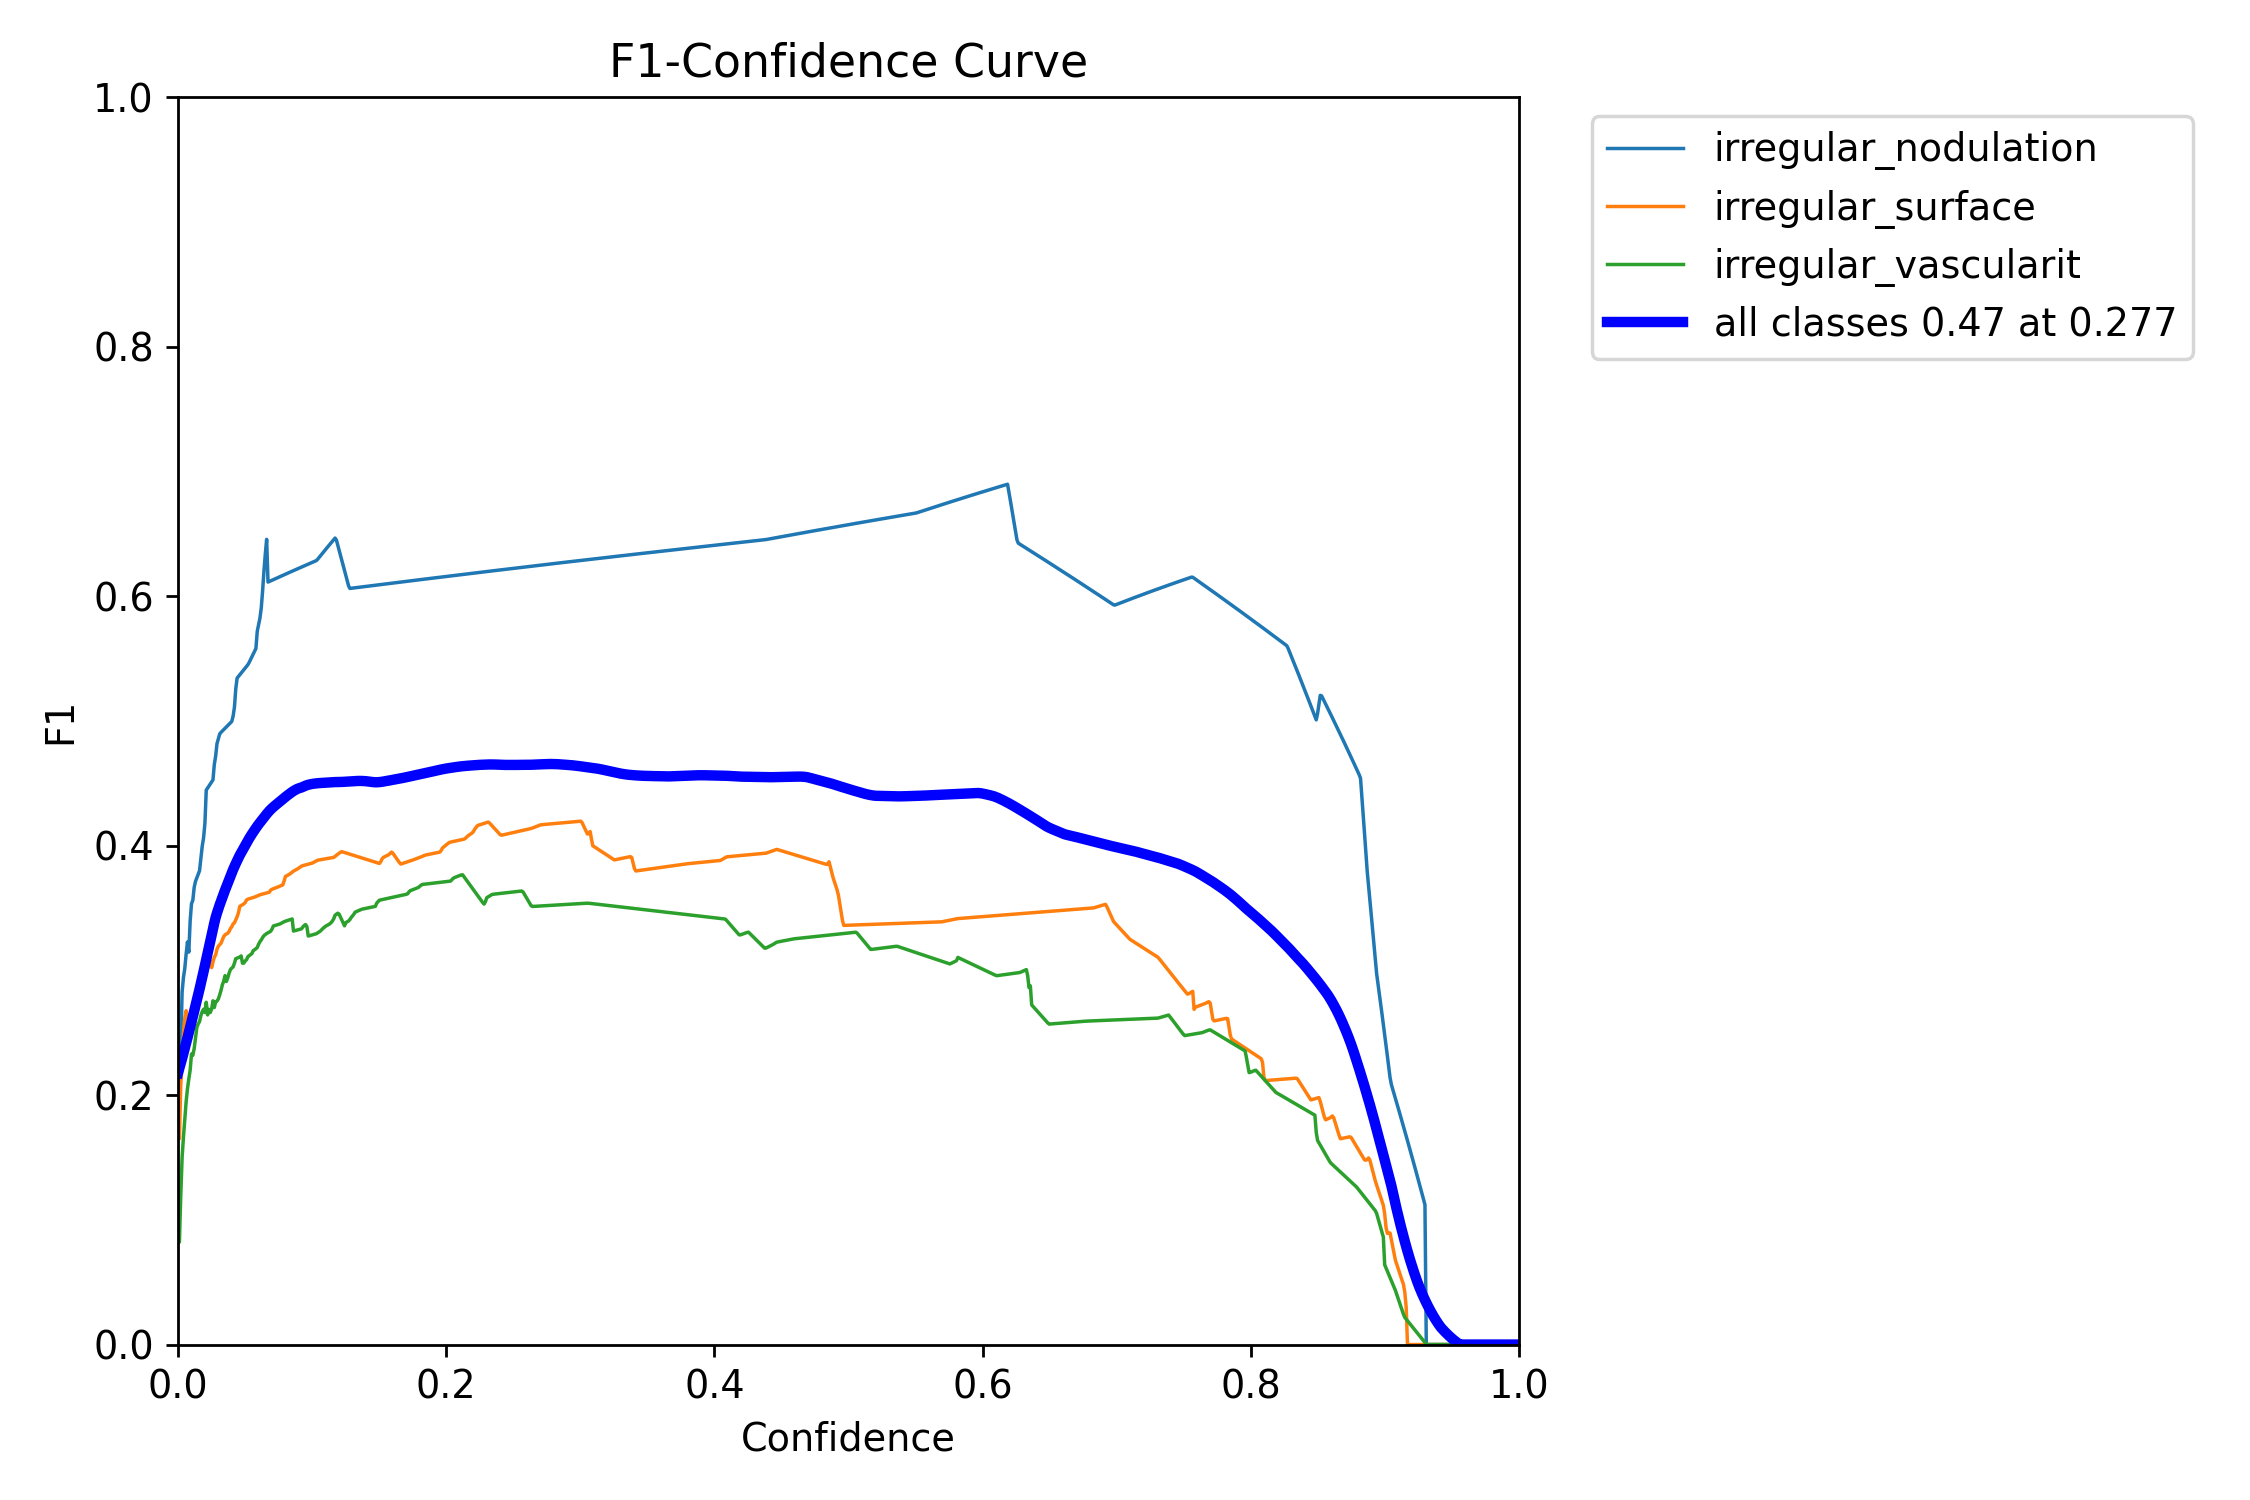 F1-Confidence Curve
1.0
0.8
0.6
0.4
0.2
0.0
F1
0.0 0.2 0.4 0.6 0.8 1.0
Confidence
irregular_nodulation
irregular_surface
irregular_vascularit
all classes 0.47 at 0.277